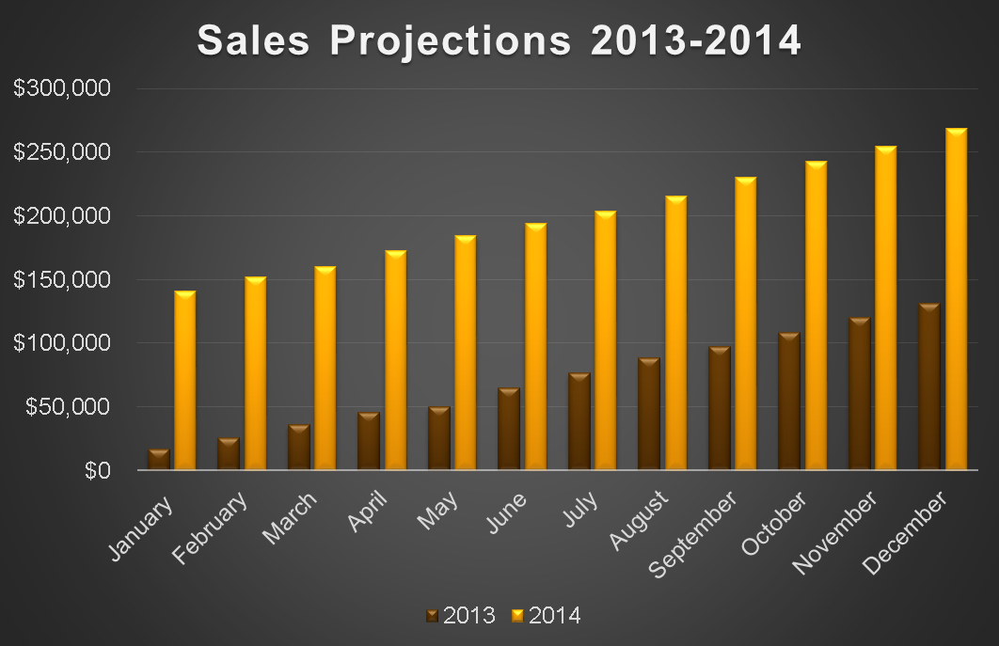 Sales Projections 2013-2014
$300,000
$250,000
$200,000
$150,000
$100,000
$50,000
$0
January
February
March
April
May
June
July
August
September
October
November
December
2013
2014